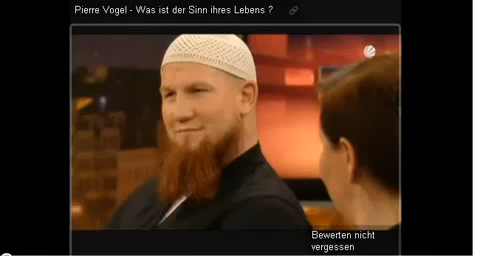 Pierre Vogel - Was ist der Sinn ihres Lebens ?
Bewerten nicht
vergessen